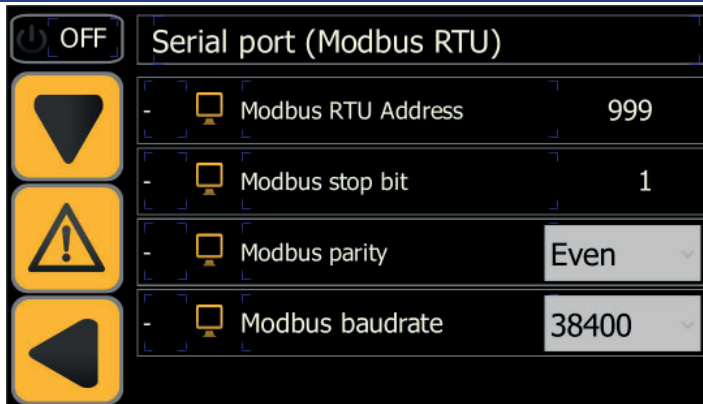 OFF
Serial port (Modbus RTU)
- Modbus RTU Address 999
- Modbus stop bit 1
- Modbus parity Even
- Modbus baudrate 38400